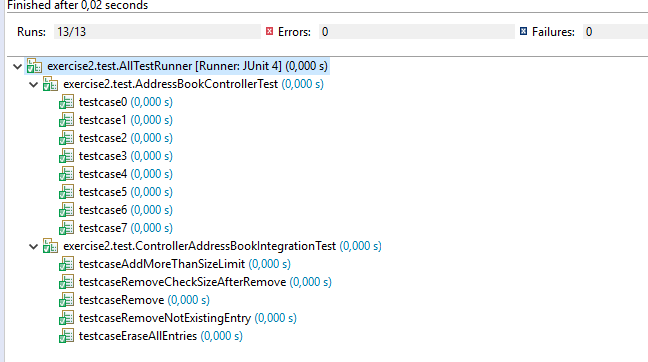 Finished after 0,02 seconds
Runs: 13/13 Errors: 0 Failures: 0
exercise2.test.AllTestRunner [Runner: JUnit 4] (0,000 s)
exercise2.test.AddressBookControllerTest (0,000 s)
testcase0 (0,000 s)
testcase1 (0,000 s)
testcase2 (0,000 s)
testcase3 (0,000 s)
testcase4 (0,000 s)
testcase5 (0,000 s)
testcase6 (0,000 s)
testcase7 (0,000 s)
exercise2.test.ControllerAddressBookIntegrationTest (0,000 s)
testcaseAddMoreThanSizeLimit (0,000 s)
testcaseRemoveCheckSizeAfterRemove (0,000 s)
testcaseRemove (0,000 s)
testcaseRemoveNotExistingEntry (0,000 s)
testcaseEraseAllEntries (0,000 s)